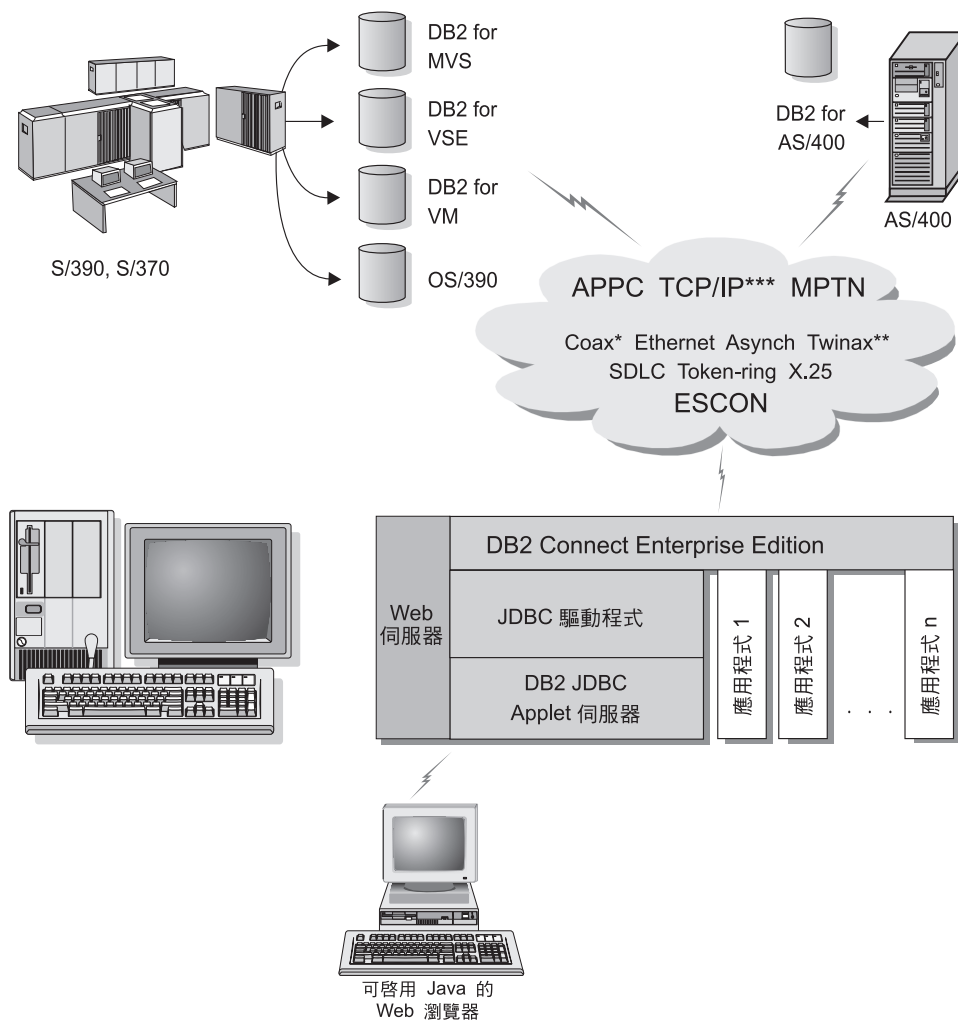 DB2 for
MVS
DB2 for
VSE
DB2 for
VM
OS/390
S/390, S/370
DB2 for
AS/400
AS/400
APPC TCP/IP*** MPTN
Coax* Ethernet Asynch Twinax**
SDLC Token-ring X.25
ESCON
DB2 Connect Enterprise Edition
Web
伺服器
JDBC 驅動程式
DB2 JDBC
Applet 伺服器
應用程式 1
應用程式 2
. . .
應用程式 n
可啓用 Java 的
Web 瀏覽器